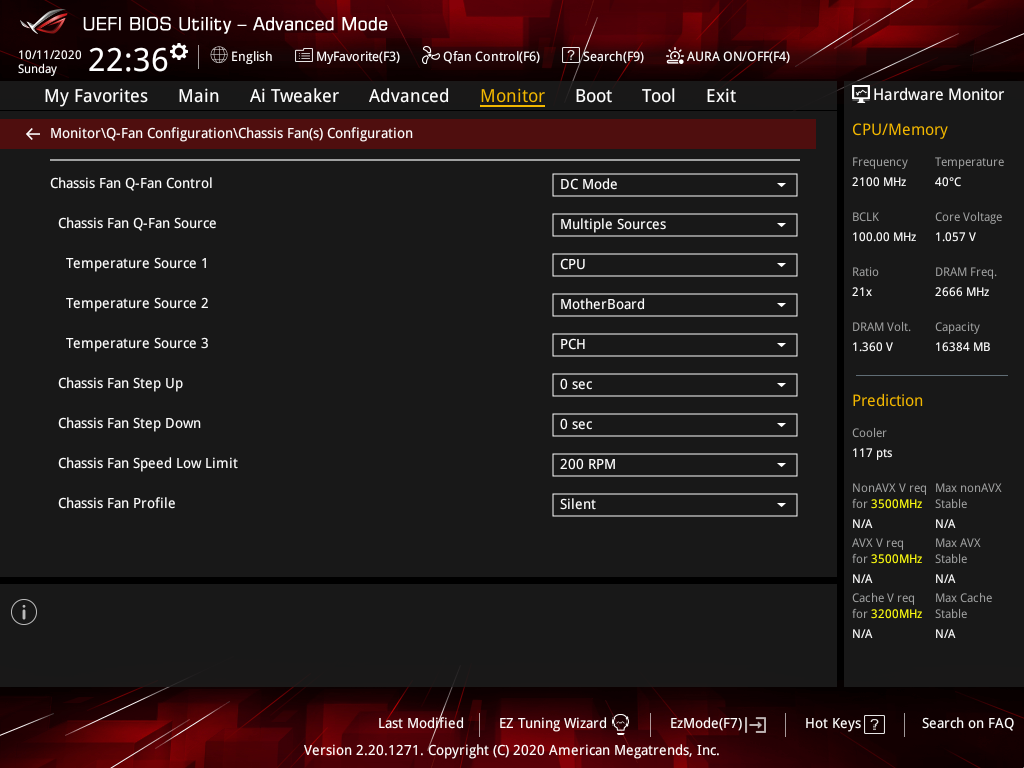 UEFI BIOS Utility – Advanced Mode
10/11/2020
Sunday
22:36
English
MyFavorite(F3)
Qfan Control(F6)
? Search(F9)
AURA ON/OFF(F4)
My Favorites Main Ai Tweaker Advanced Monitor Boot Tool Exit
Monitor\Q-Fan Configuration\Chassis Fan(s) Configuration
Chassis Fan Q-Fan Control DC Mode
Chassis Fan Q-Fan Source Multiple Sources
Temperature Source 1 CPU
Temperature Source 2 MotherBoard
Temperature Source 3 PCH
Chassis Fan Step Up 0 sec
Chassis Fan Step Down 0 sec
Chassis Fan Speed Low Limit 200 RPM
Chassis Fan Profile Silent
Hardware Monitor
CPU/Memory
Frequency Temperature
2100 MHz 40°C
BCLK Core Voltage
100.00 MHz 1.057 V
Ratio DRAM Freq.
21x 2666 MHz
DRAM Volt. Capacity
1.360 V 16384 MB
Prediction
Cooler
117 pts
NonAVX V req Max nonAVX
for 3500MHz Stable
N/A N/A
AVX V req Max AVX
for 3500MHz Stable
N/A N/A
Cache V req Max Cache
for 3200MHz Stable
N/A N/A
i
Last Modified
EZ Tuning Wizard
EzMode(F7)
Hot Keys ?
Search on FAQ
Version 2.20.1271. Copyright (C) 2020 American Megatrends, Inc.